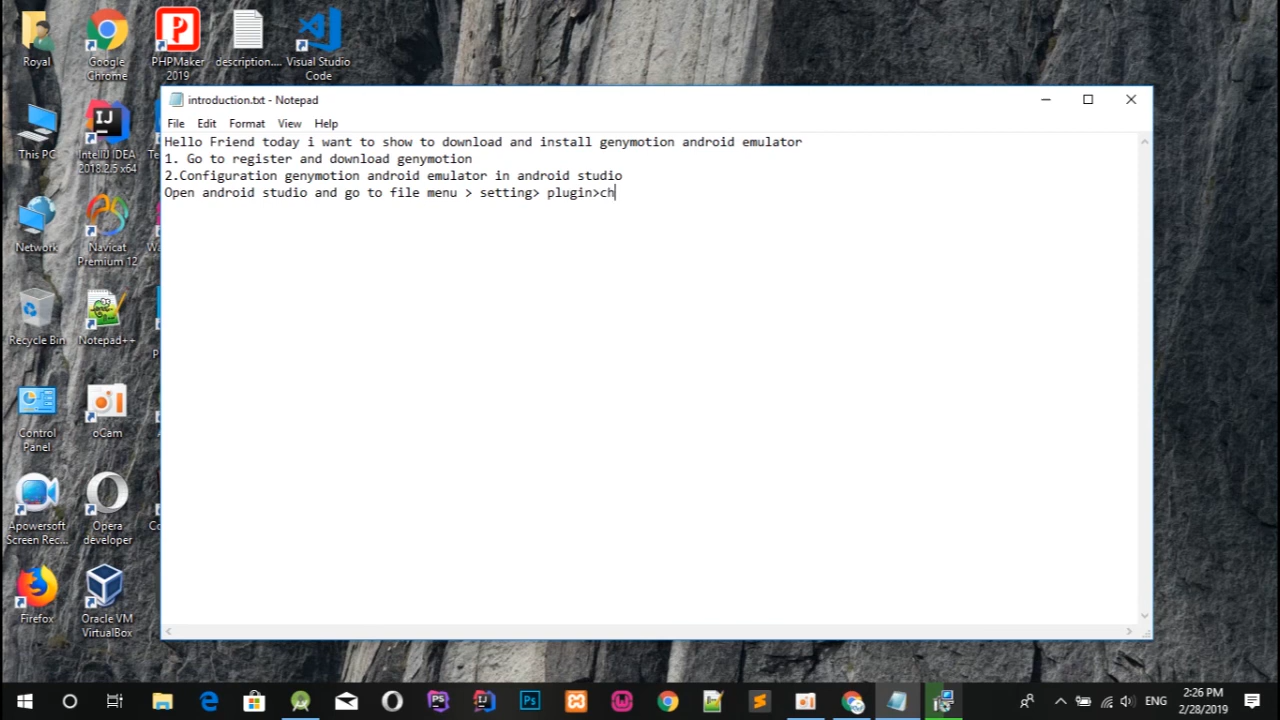 Royal
Google Chrome
PHPMaker 2019
description....
Visual Studio Code
introduction.txt - Notepad
File Edit Format View Help
Hello Friend today i want to show to download and install genymotion android emulator
1. Go to register and download genymotion
2.Configuration genymotion android emulator in android studio
Open android studio and go to file menu > setting> plugin>ch
This PC
IntelliJ IDEA 2018.2.5 x64
Network
Navicat Premium 12
Recycle Bin
Notepad++
Control Panel
oCam
Apowersoft Screen Rec...
Opera developer
Firefox
Oracle VM VirtualBox
ENG
2:26 PM
2/28/2019